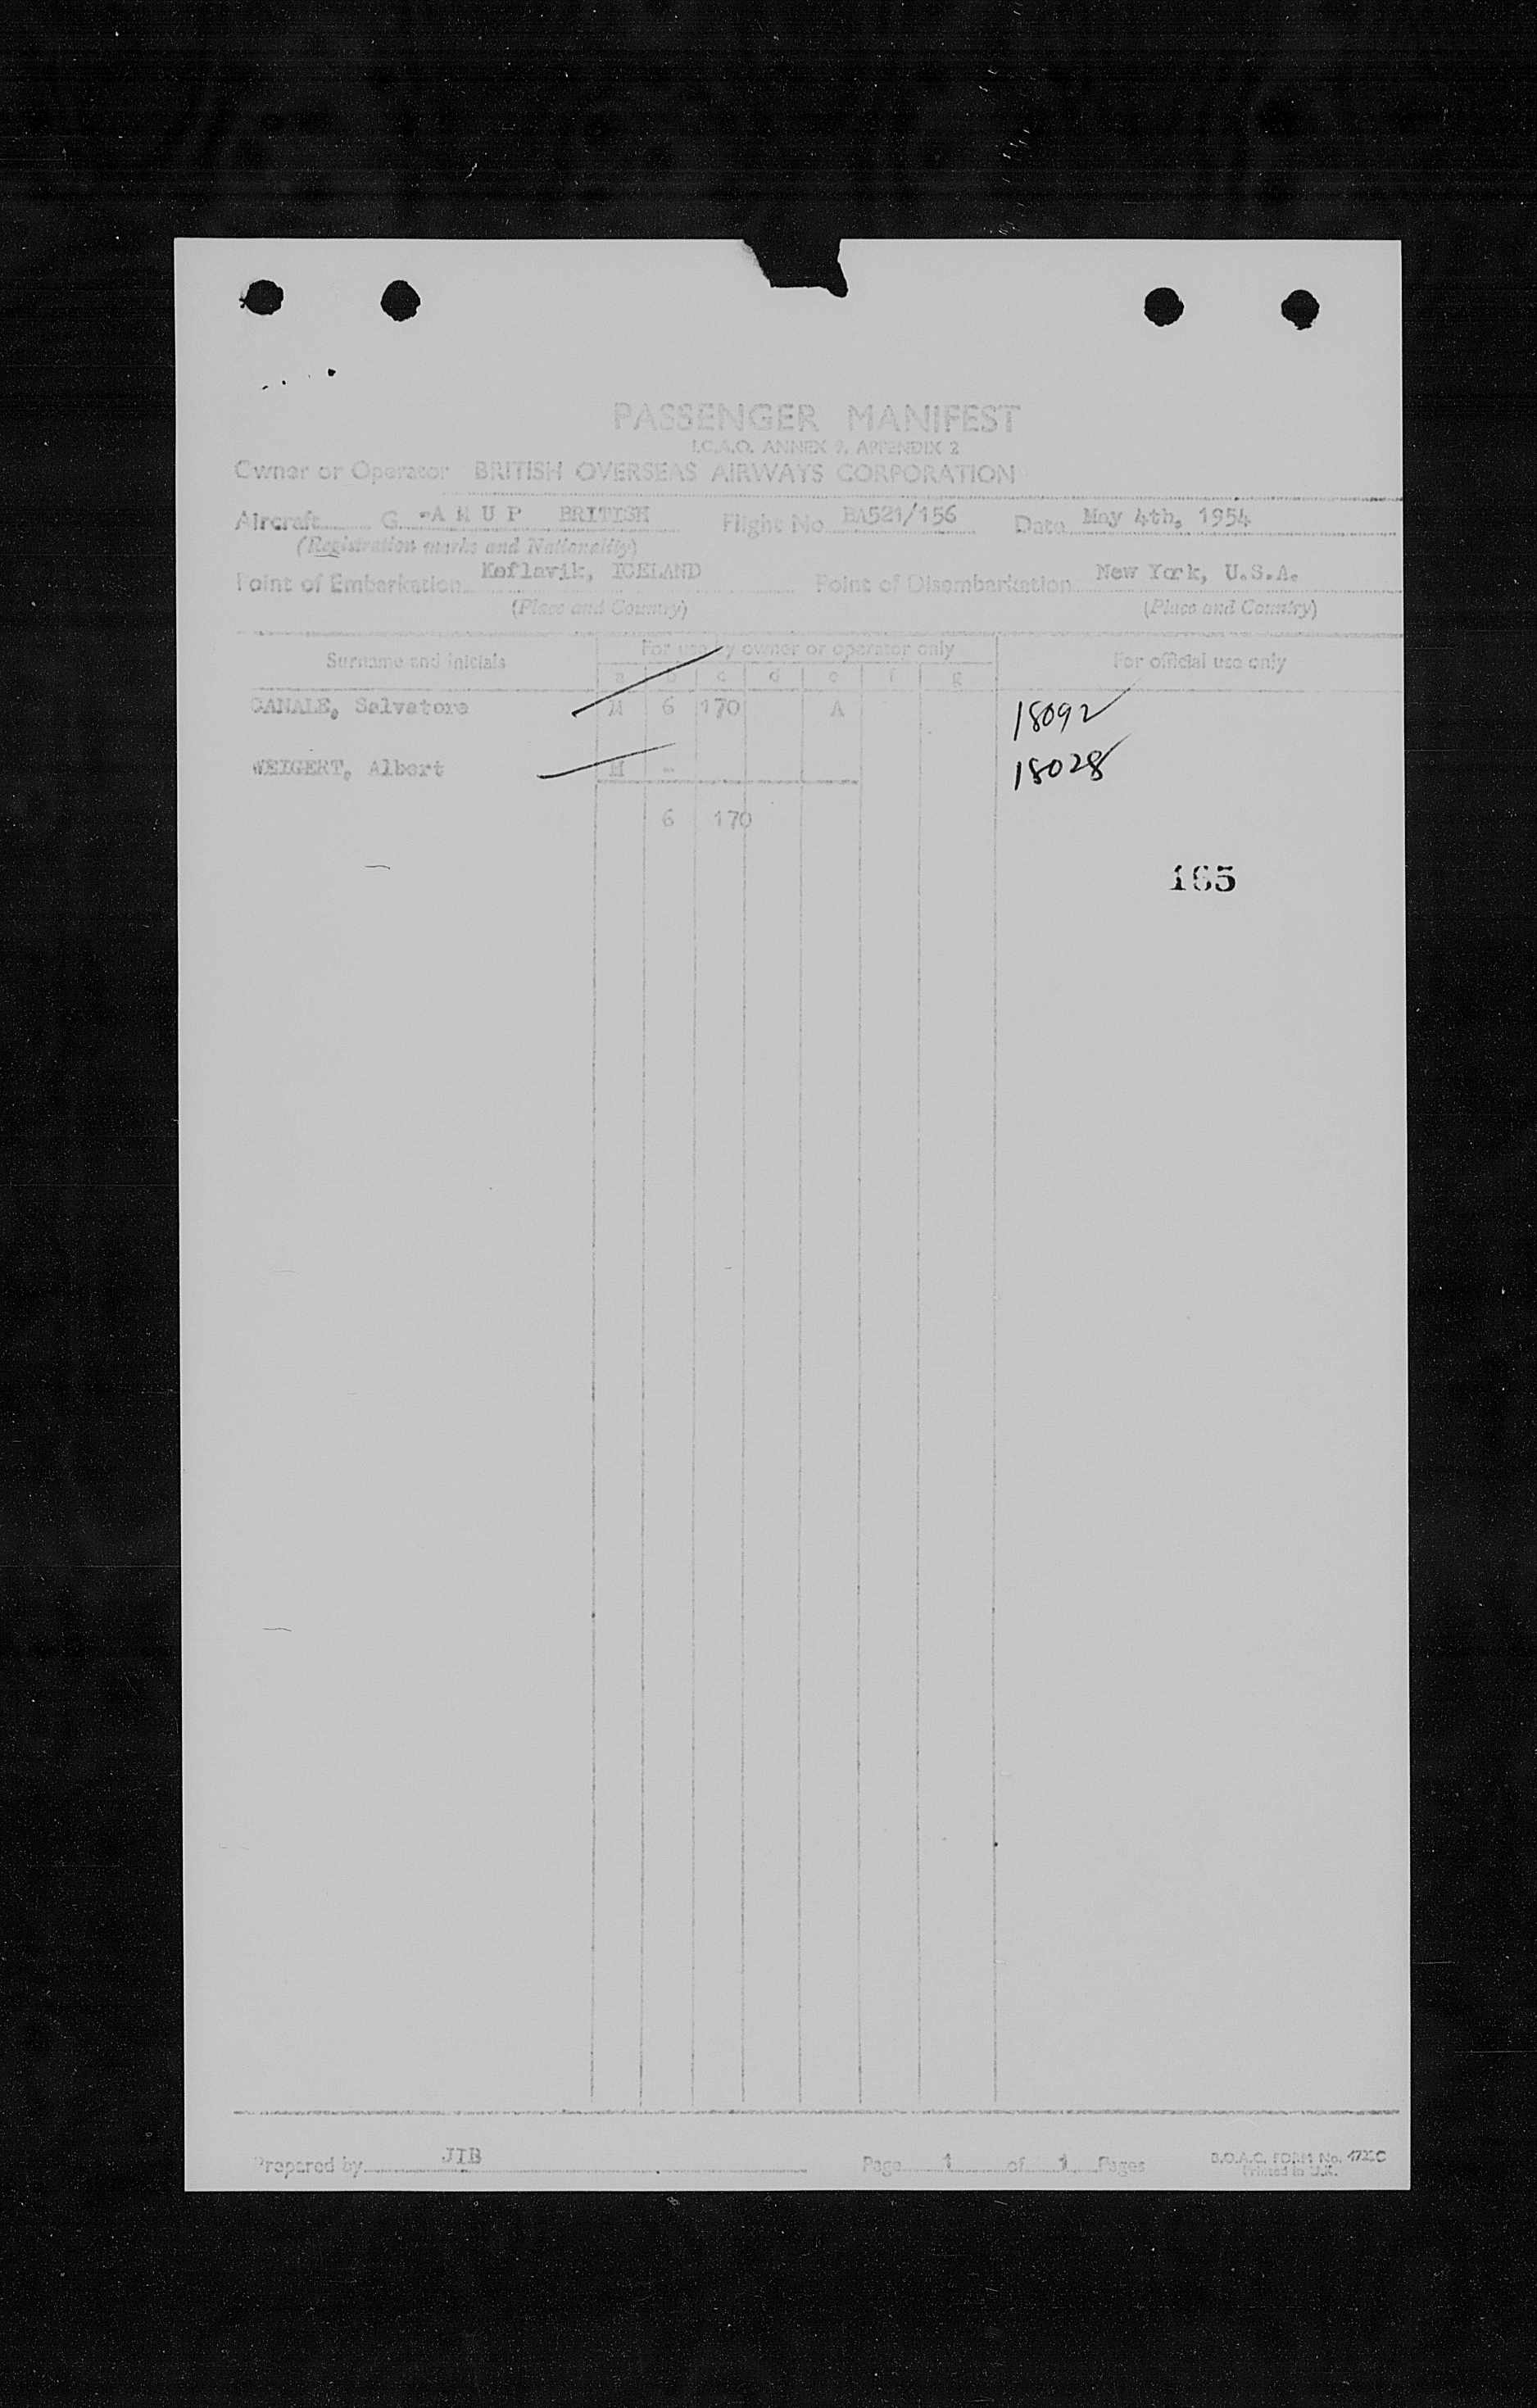 PASSENGER MANIFEST
I.C.A.O. ANNEX 9, APPENDIX 2
Owner or Operator BRITISH OVERSEAS AIRWAYS CORPORATION
Aircraft G. -A M U P BRITISH Flight No. BA521/156 Date May 4th, 1954
(Registration marks and Nationality)
Point of Embarkation Keflavik, ICELAND Point of Disembarkation New York, U.S.A.
(Place and Country) (Place and Country)
Surname and initials For use by owner or operator only For official use only
a b c d e f g
CANALE, Salvatore M 6 170 A 18092
WEIGERT, Albert M - 18028
6 170
165
Prepared by JIB Page 1 of 1 Pages B.O.A.C. FORM No.
Printed in U.K.